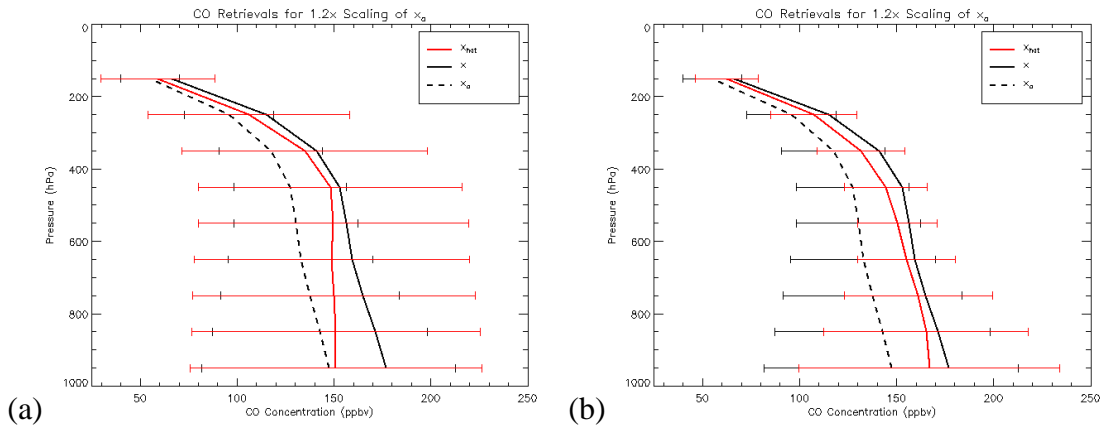 CO Retrievals for 1.2x Scaling of xₐ
x_hat
x
xₐ
0
200
400
600
800
1000
Pressure (hPa)
50
100
150
200
250
CO Concentration (ppbv)
(a)
CO Retrievals for 1.2x Scaling of xₐ
x_hat
x
xₐ
0
200
400
600
800
1000
Pressure (hPa)
50
100
150
200
250
CO Concentration (ppbv)
(b)